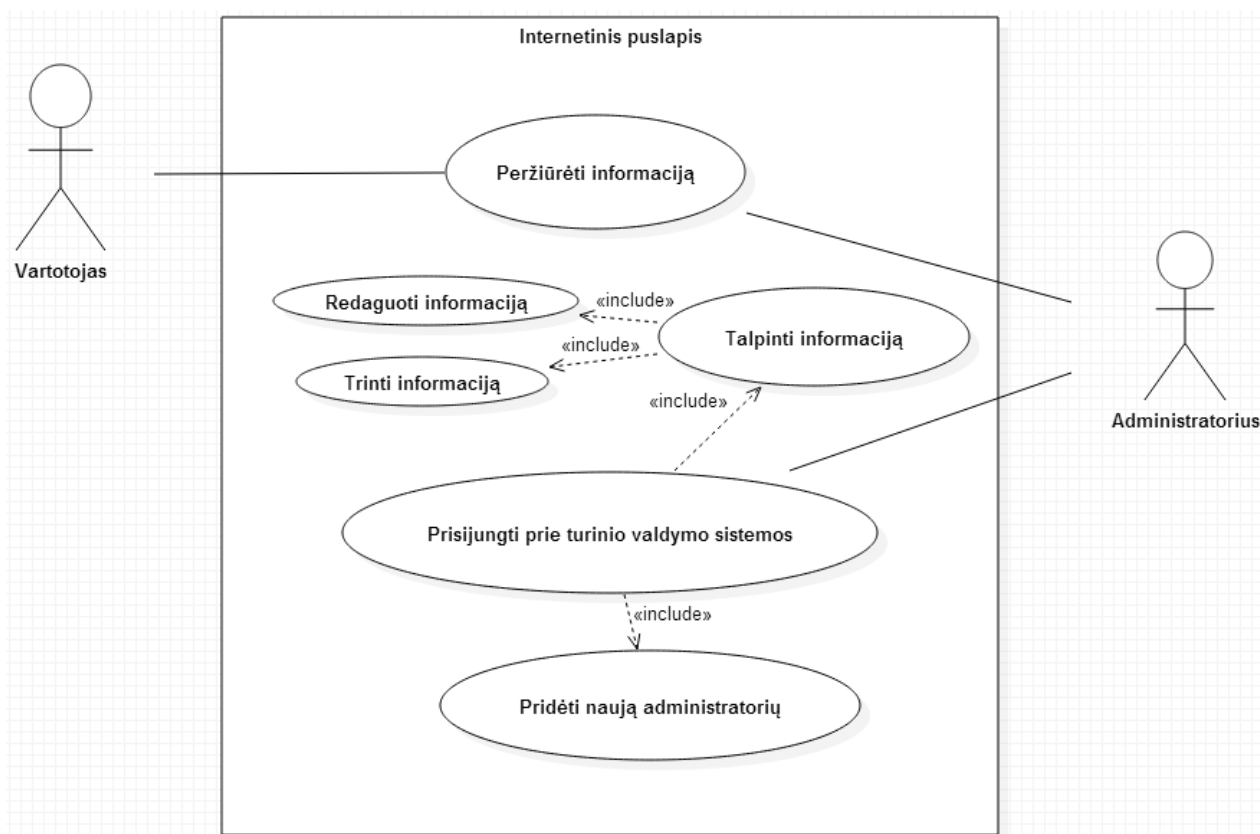 Internetinis puslapis
Peržiūrėti informaciją
Vartotojas
Redaguoti informaciją
«include»
Talpinti informaciją
«include»
Trinti informaciją
«include»
Administratorius
Prisijungti prie turinio valdymo sistemos
«include»
Pridėti naują administratorių